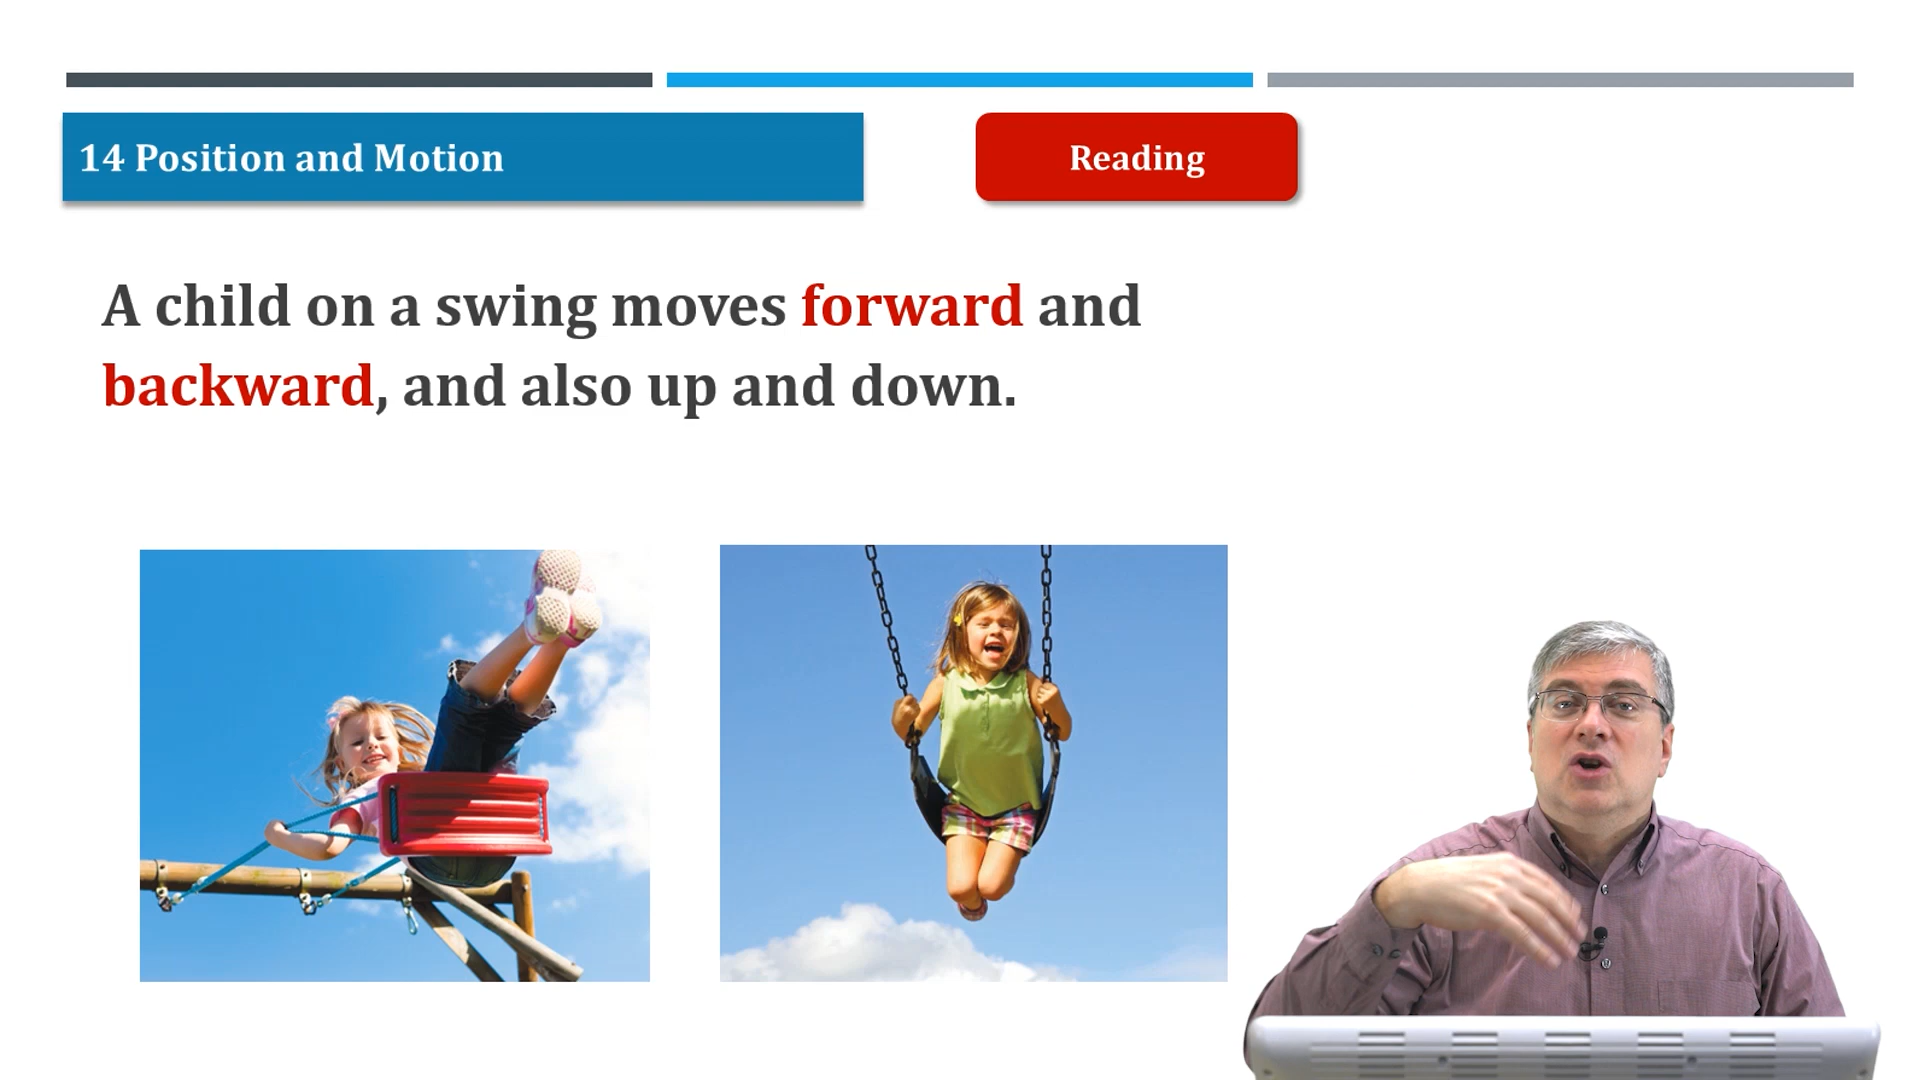 14 Position and Motion
Reading
A child on a swing moves forward and
backward, and also up and down.